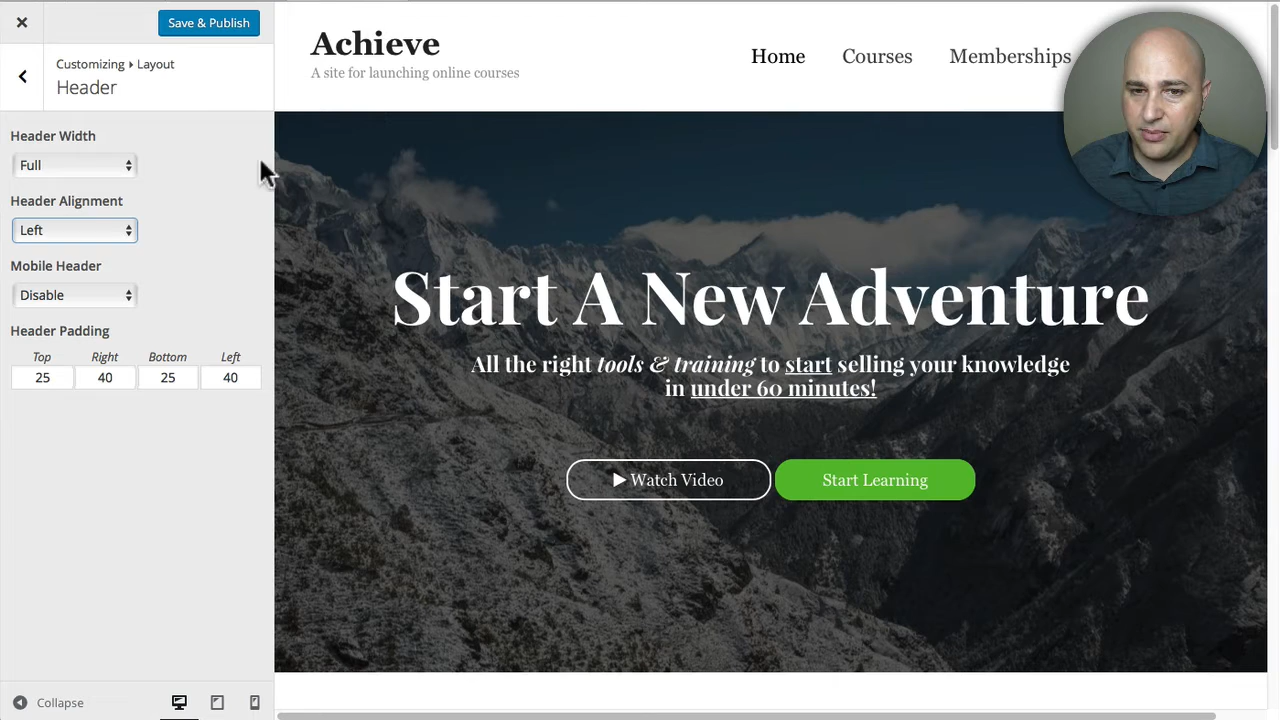 Save & Publish
Customizing ▸ Layout
Header
Header Width
Full
Header Alignment
Left
Mobile Header
Disable
Header Padding
Top Right Bottom Left
25 40 25 40
Collapse
Achieve
A site for launching online courses
Home Courses Memberships
Start A New Adventure
All the right tools & training to start selling your knowledge
in under 60 minutes!
Watch Video
Start Learning